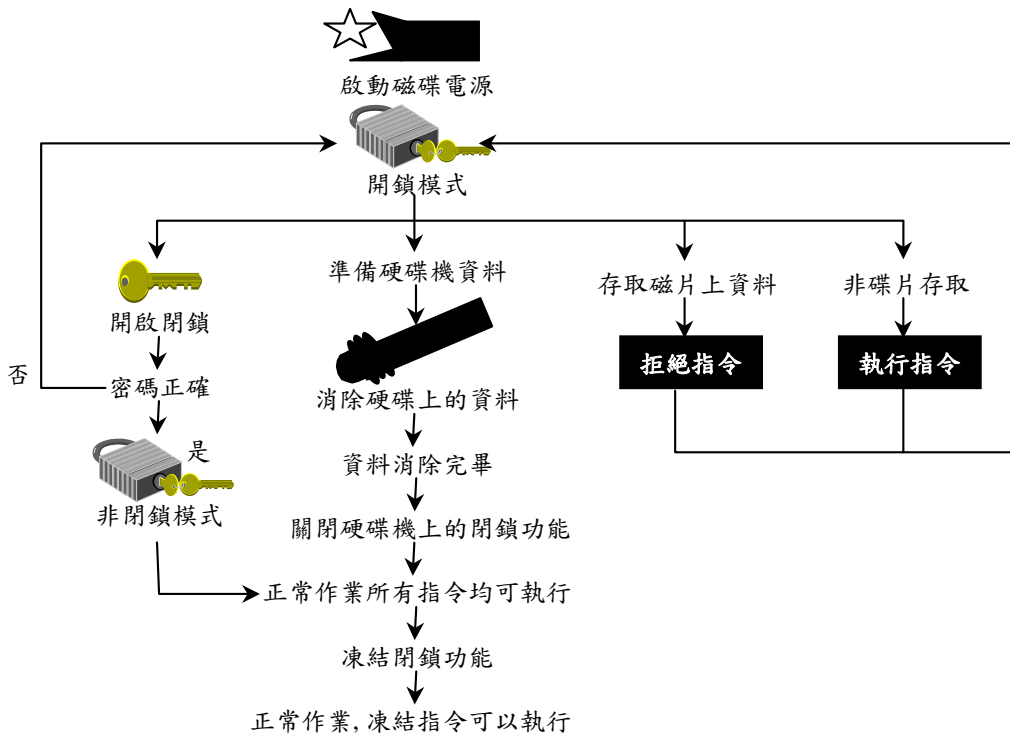 啟動磁碟電源
開鎖模式
開啟閉鎖
準備硬碟機資料
存取磁片上資料
非碟片存取
拒絕指令
執行指令
否
密碼正確
消除硬碟上的資料
是
資料消除完畢
非閉鎖模式
關閉硬碟機上的閉鎖功能
正常作業所有指令均可執行
凍結閉鎖功能
正常作業,凍結指令可以執行